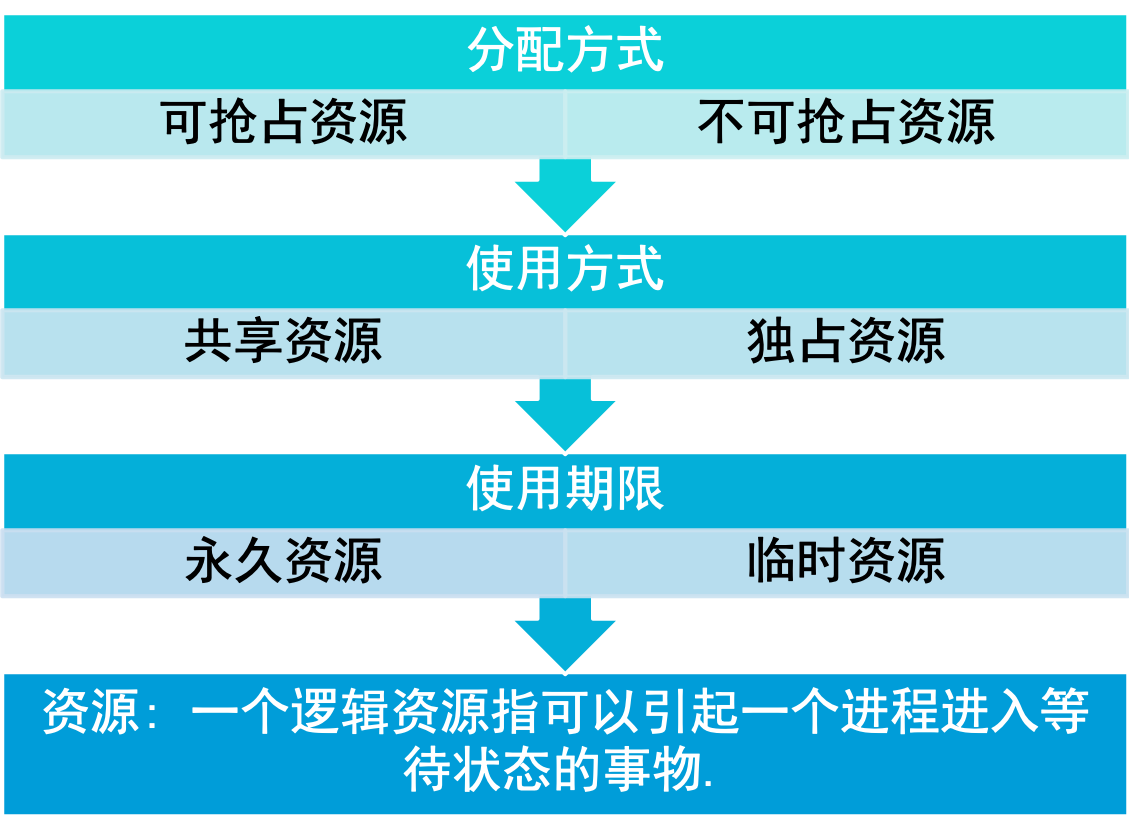 分配方式
可抢占资源 不可抢占资源
使用方式
共享资源 独占资源
使用期限
永久资源 临时资源
资源: 一个逻辑资源指可以引起一个进程进入等
待状态的事物.